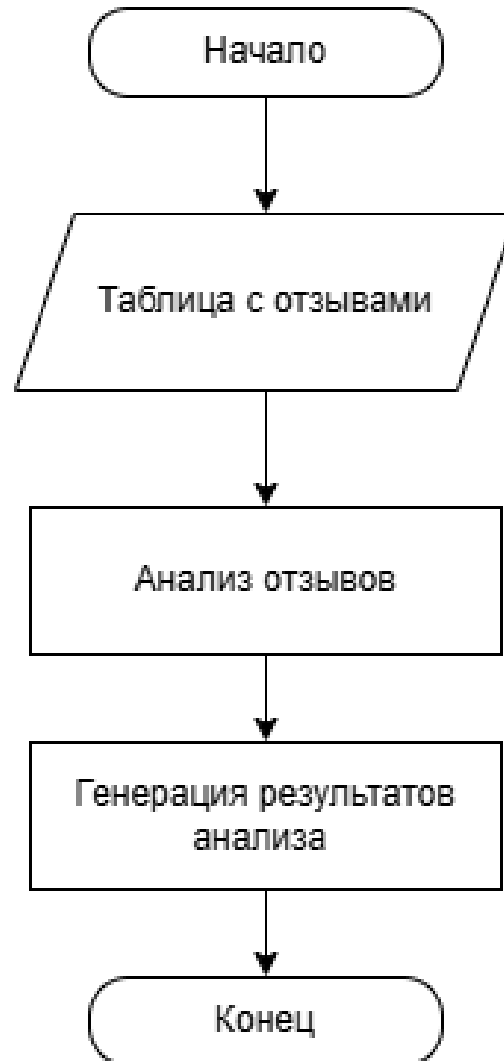 Начало
Таблица с отзывами
Анализ отзывов
Генерация результатов
анализа
Конец